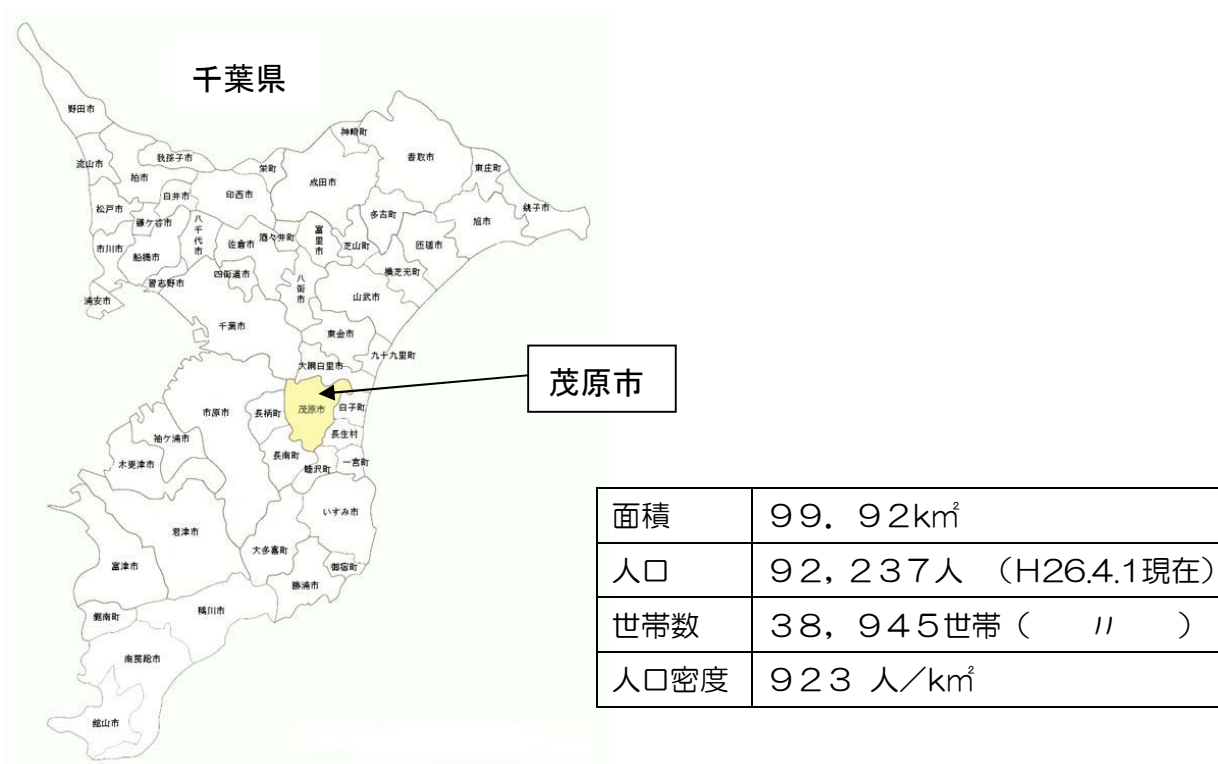 千葉県
野田市
神崎町
香取市
東庄町
流山市
我孫子市
栄町
柏市
成田市
白井市
印西市
銚子市
松戸市
多古町
旭市
鎌ケ谷市
八千代市
富里市
市川市
船橋市
佐倉市
酒々井町
芝山町
匝瑳市
四街道市
横芝光町
習志野市
八街市
浦安市
山武市
千葉市
東金市
九十九里町
大網白里市
茂原市
市原市
長柄町
茂原市
白子町
袖ケ浦市
長生村
木更津市
長南町
睦沢町
一宮町
いすみ市
君津市
大多喜町
富津市
御宿町
勝浦市
鋸南町
鴨川市
南房総市
館山市
面積 99．92k㎡
人口 92，237人 （H26.4.1現在）
世帯数 38，945世帯（ 〃 ）
人口密度 923 人／k㎡